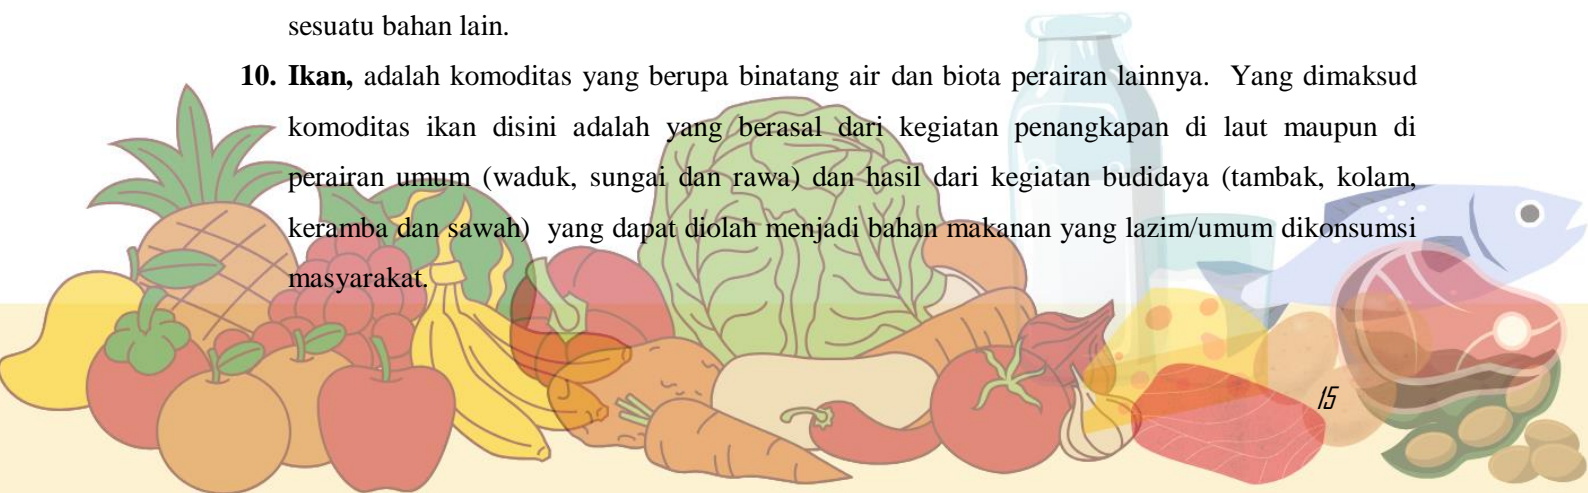 sesuatu bahan lain.
10. Ikan, adalah komoditas yang berupa binatang air dan biota perairan lainnya. Yang dimaksud
komoditas ikan disini adalah yang berasal dari kegiatan penangkapan di laut maupun di
perairan umum (waduk, sungai dan rawa) dan hasil dari kegiatan budidaya (tambak, kolam,
keramba dan sawah) yang dapat diolah menjadi bahan makanan yang lazim/umum dikonsumsi
masyarakat.
15